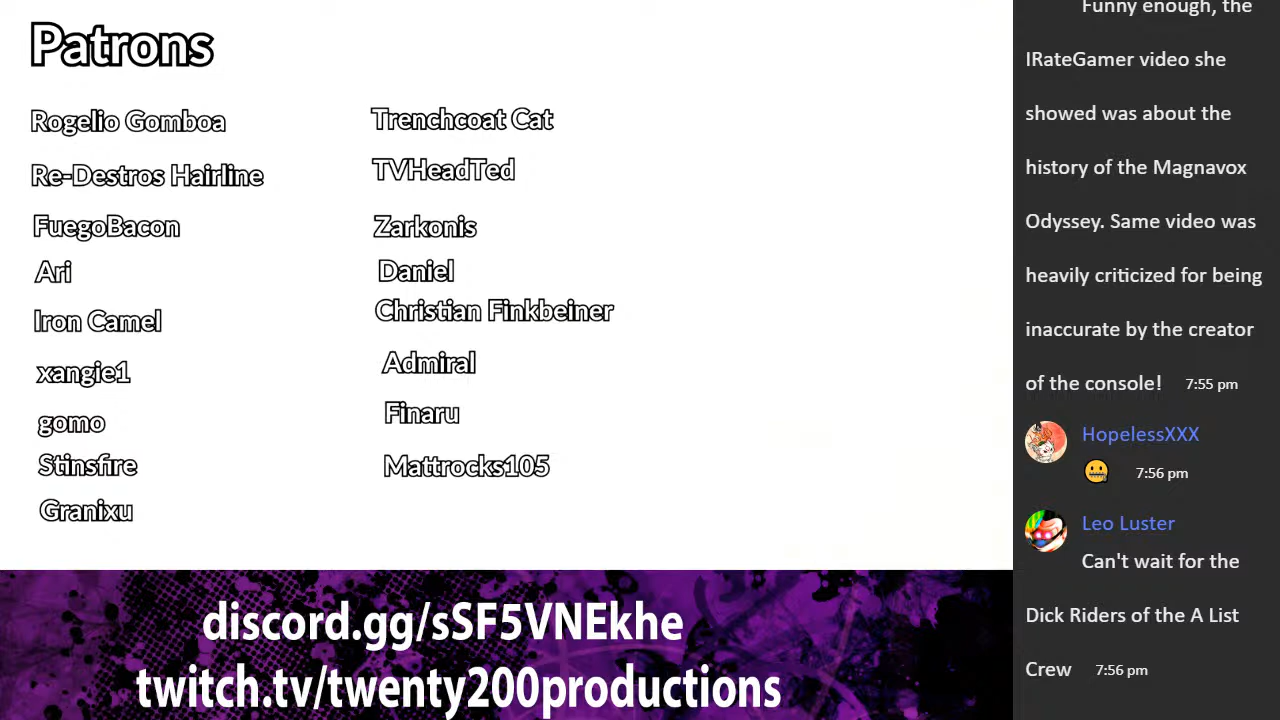 Patrons
Rogelio Gomboa
Re-Destros Hairline
FuegoBacon
Ari
Iron Camel
xangie1
gomo
Stinsfire
Granixu
Trenchcoat Cat
TVHeadTed
Zarkonis
Daniel
Christian Finkbeiner
Admiral
Finaru
Mattrocks105
discord.gg/sSF5VNEkhe
twitch.tv/twenty200productions
Funny enough, the
IRateGamer video she
showed was about the
history of the Magnavox
Odyssey. Same video was
heavily criticized for being
inaccurate by the creator
of the console! 7:55 pm
HopelessXXX
🤐 7:56 pm
Leo Luster
Can't wait for the
Dick Riders of the A List
Crew 7:56 pm